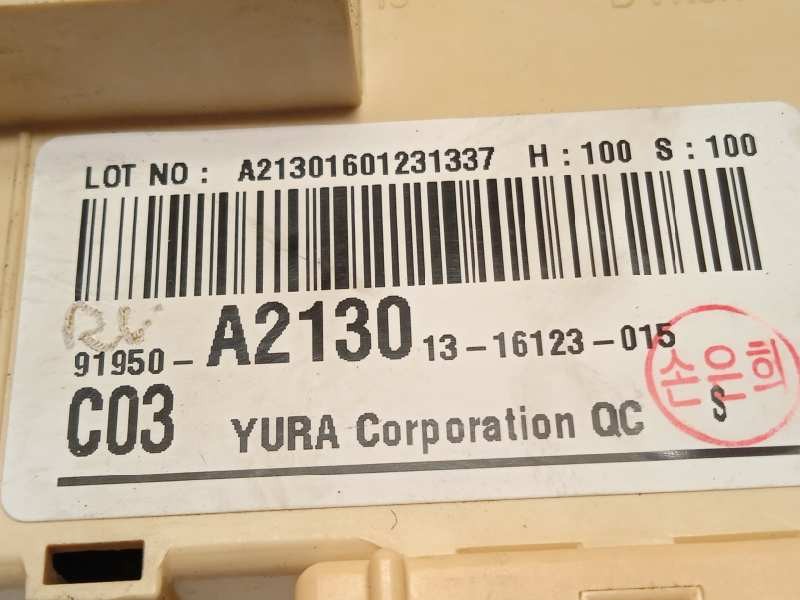 LOT NO : A21301601231337 H : 100 S : 100
91950- A2130 13-16123-015
C03 YURA Corporation QC S
손은희